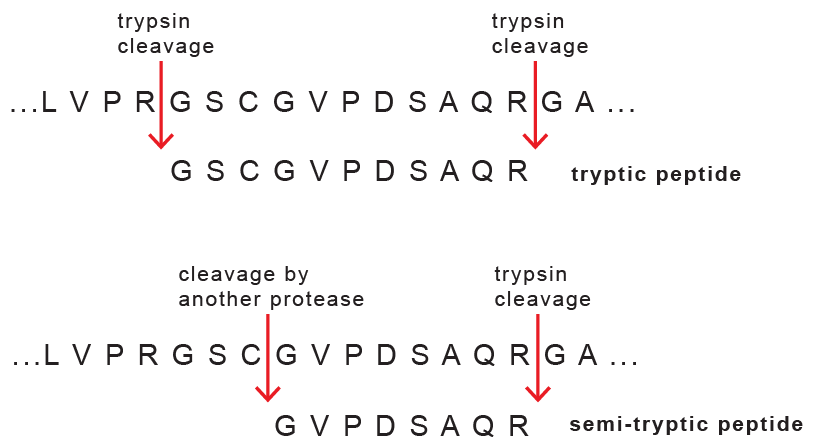 trypsin cleavage
trypsin cleavage
...L V P R G S C G V P D S A Q R G A ...
G S C G V P D S A Q R
tryptic peptide
cleavage by another protease
trypsin cleavage
...L V P R G S C G V P D S A Q R G A ...
G V P D S A Q R
semi-tryptic peptide